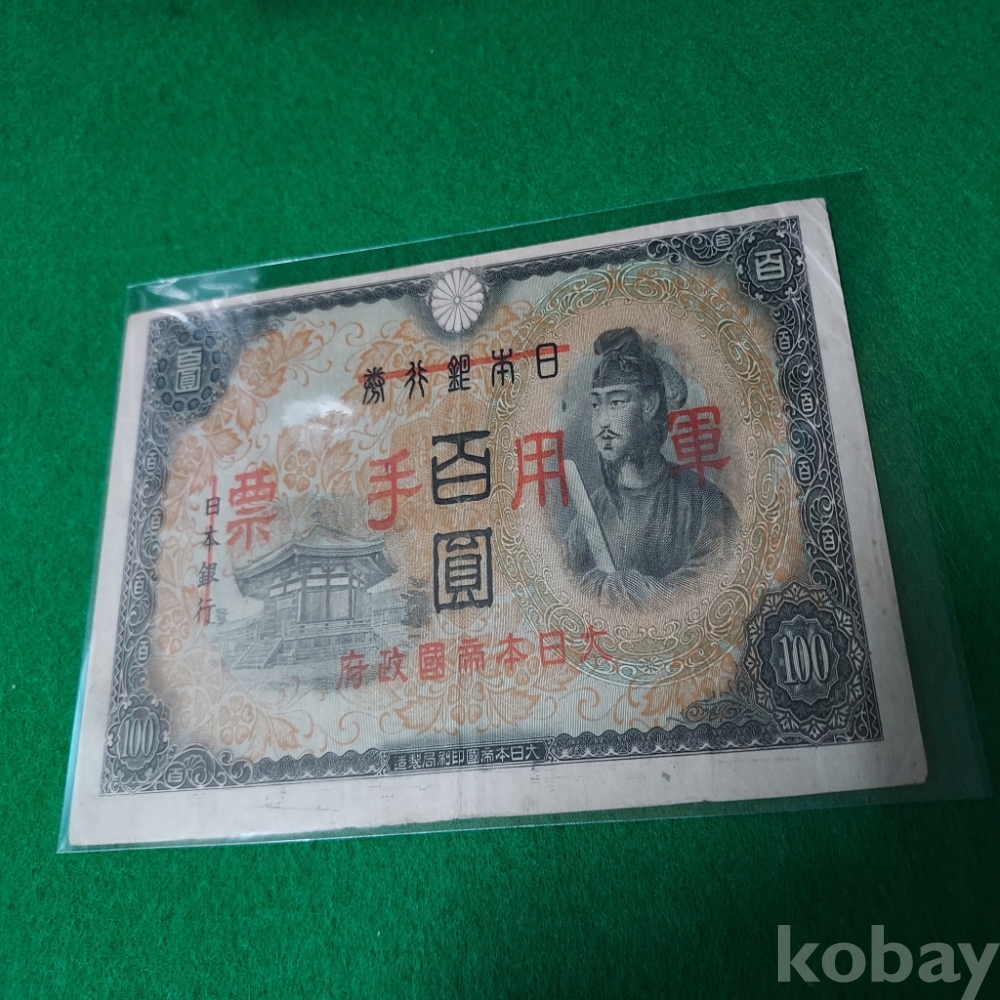 百
百圓
日本銀行券
軍用手票
百圓
日本銀行
大日本帝國政府
100
100
大日本帝國印刷局製造
kobay